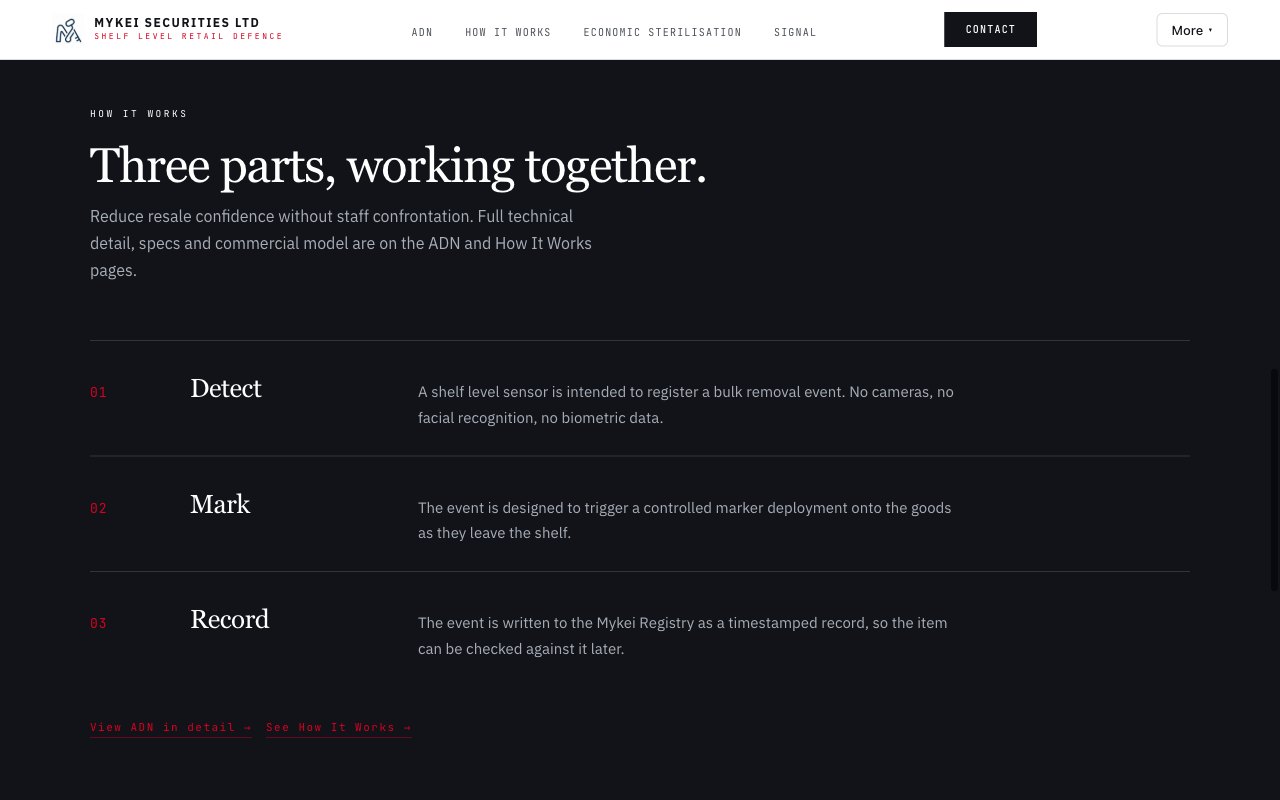 MYKEI SECURITIES LTD
SHELF LEVEL RETAIL DEFENCE
ADN
HOW IT WORKS
ECONOMIC STERILISATION
SIGNAL
CONTACT
More ▾
HOW IT WORKS
Three parts, working together.
Reduce resale confidence without staff confrontation. Full technical
detail, specs and commercial model are on the ADN and How It Works
pages.
01
Detect
A shelf level sensor is intended to register a bulk removal event. No cameras, no
facial recognition, no biometric data.
02
Mark
The event is designed to trigger a controlled marker deployment onto the goods
as they leave the shelf.
03
Record
The event is written to the Mykei Registry as a timestamped record, so the item
can be checked against it later.
View ADN in detail →
See How It Works →